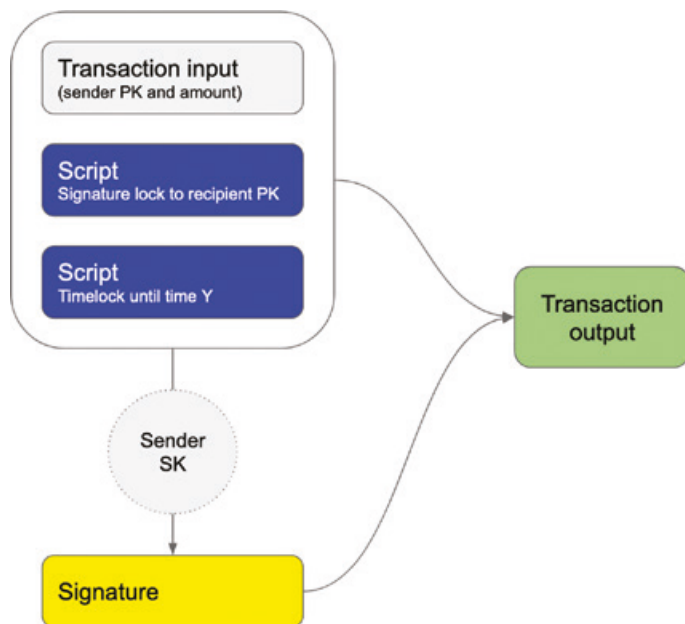 Transaction input
(sender PK and amount)
Script
Signature lock to recipient PK
Script
Timelock until time Y
Transaction
output
Sender
SK
Signature